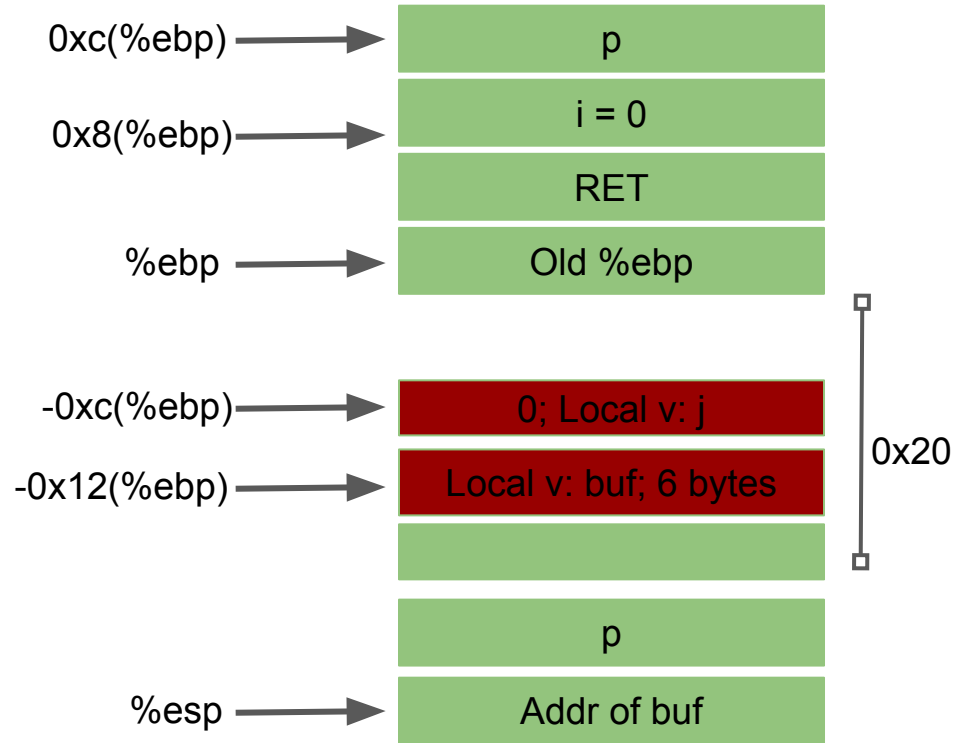 0xc(%ebp)
p
0x8(%ebp)
i = 0
RET
%ebp
Old %ebp
-0xc(%ebp)
0; Local v: j
0x20
-0x12(%ebp)
Local v: buf; 6 bytes
p
%esp
Addr of buf